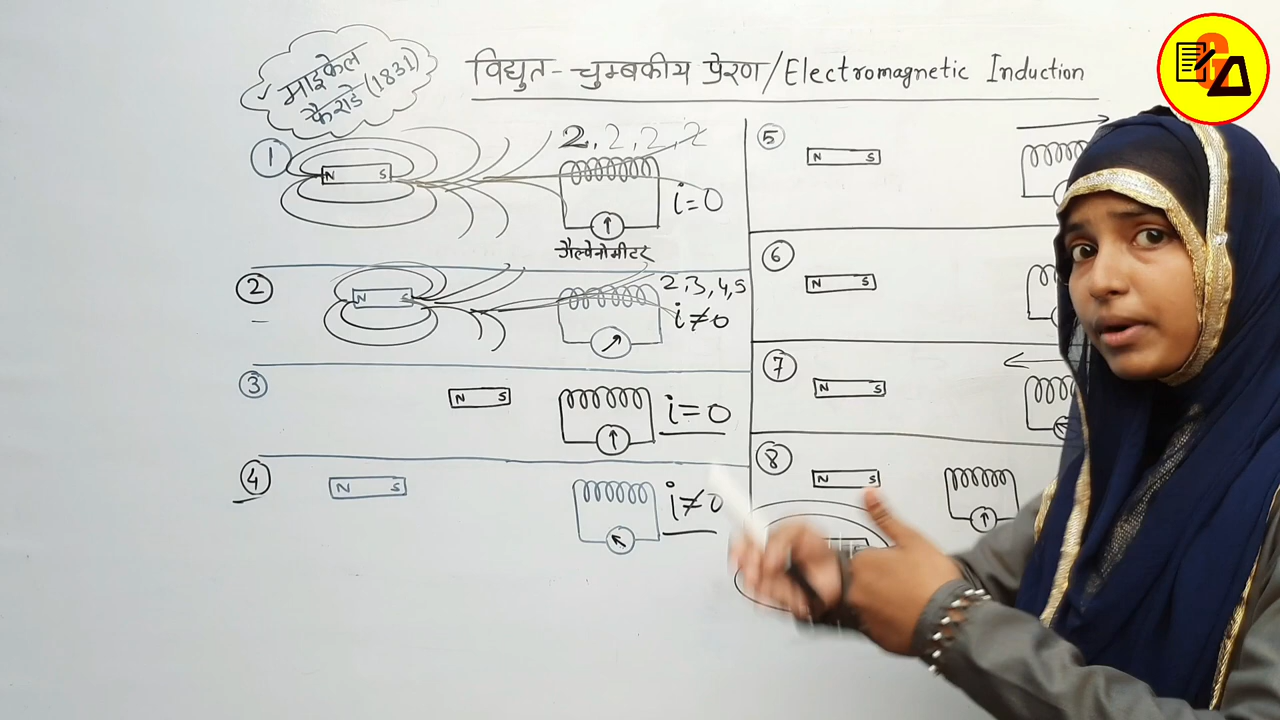 माइकेल
फैराडे (1831)
विद्युत-चुम्बकीय प्रेरण/Electromagnetic Induction
1
N S
2, 2, 2, 2
i=0
गैल्वेनोमीटर
2
N S
2,3,4,5
i≠0
3
N S
i=0
4
N S
i≠0
5
N S
6
N S
7
N S
8
N S